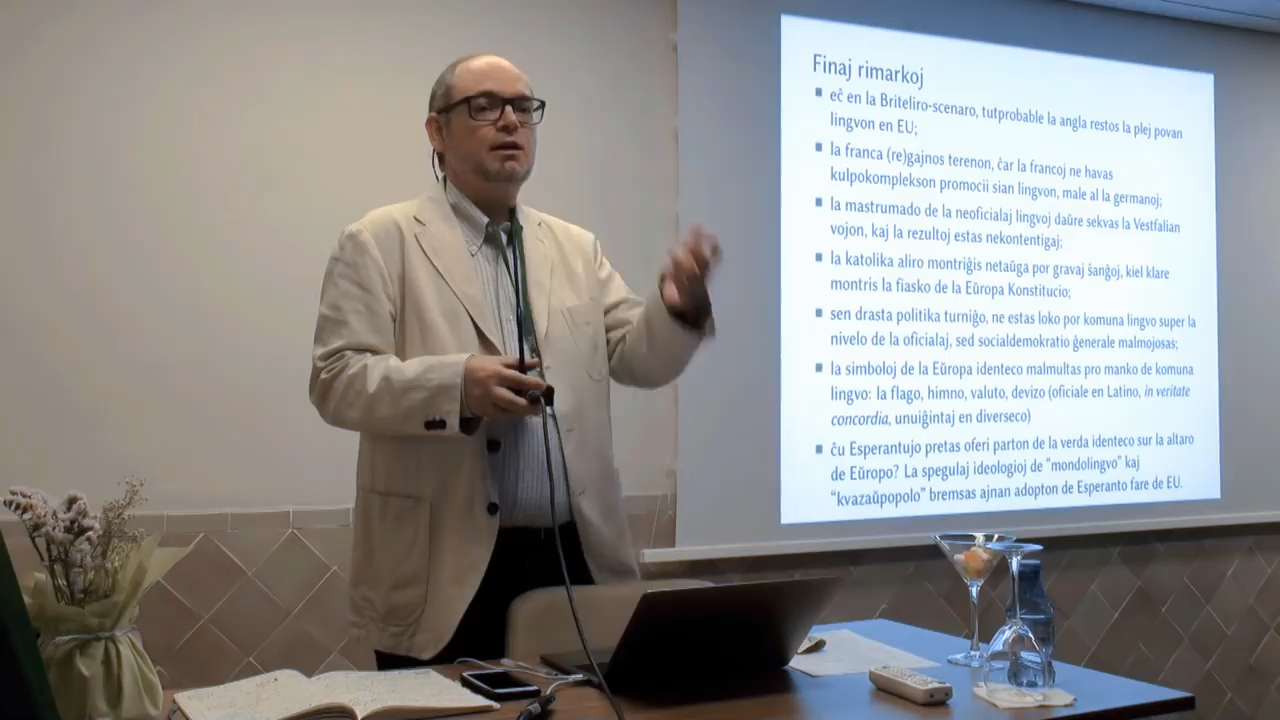 Finaj rimarkoj
▪ eĉ en la Briteliro-scenaro, tutprobable la angla restos la plej povan
lingvon en EU;
▪ la franca (re)gajnos terenon, ĉar la francoj ne havas
kulpokomplekson promocii sian lingvon, male al la germanoj;
▪ la mastrumado de la neoficialaj lingvoj daŭre sekvas la Vestfalian
vojon, kaj la rezultoj estas nekontentigaj;
▪ la katolika aliro montriĝis netaŭga por gravaj ŝanĝoj, kiel klare
montris la fiasko de la Eŭropa Konstitucio;
▪ sen drasta politika turniĝo, ne estas loko por komuna lingvo super la
nivelo de la oficialaj, sed socialdemokratio ĝenerale malmojosas;
▪ la simboloj de la Eŭropa identeco malmultas pro manko de komuna
lingvo: la flago, himno, valuto, devizo (oficiale en Latino, in veritate
concordia, unuiĝintaj en diverseco)
▪ ĉu Esperantujo pretas oferi parton de la verda identeco sur la altaro
de Eŭropo? La spegulaj ideologioj de "mondolingvo" kaj
"kvazaŭpopolo" bremsas ajnan adopton de Esperanto fare de EU.